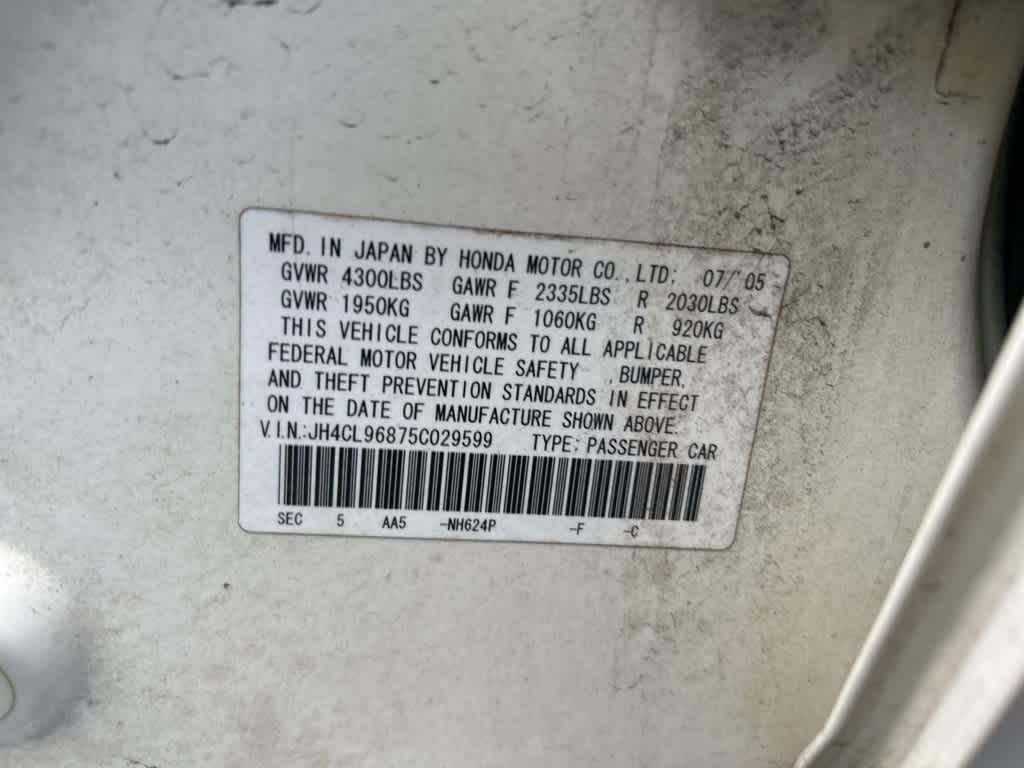 MFD. IN JAPAN BY HONDA MOTOR CO.,LTD; 07/'05
GVWR 4300LBS GAWR F 2335LBS R 2030LBS
GVWR 1950KG GAWR F 1060KG R 920KG
THIS VEHICLE CONFORMS TO ALL APPLICABLE
FEDERAL MOTOR VEHICLE SAFETY ,BUMPER,
AND THEFT PREVENTION STANDARDS IN EFFECT
ON THE DATE OF MANUFACTURE SHOWN ABOVE.
V.I.N.:JH4CL96875C029599 TYPE: PASSENGER CAR
SEC 5 AA5 -NH624P -F -C